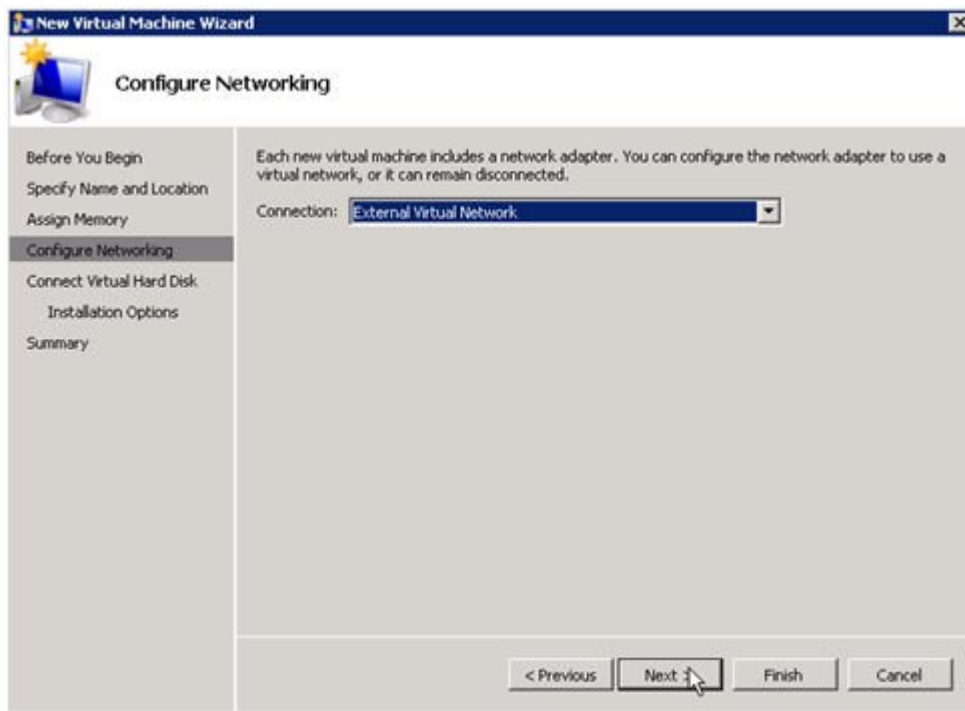 New Virtual Machine Wizard
Configure Networking
Before You Begin
Specify Name and Location
Assign Memory
Configure Networking
Connect Virtual Hard Disk
Installation Options
Summary
Each new virtual machine includes a network adapter. You can configure the network adapter to use a
virtual network, or it can remain disconnected.
Connection: External Virtual Network
< Previous
Next >
Finish
Cancel